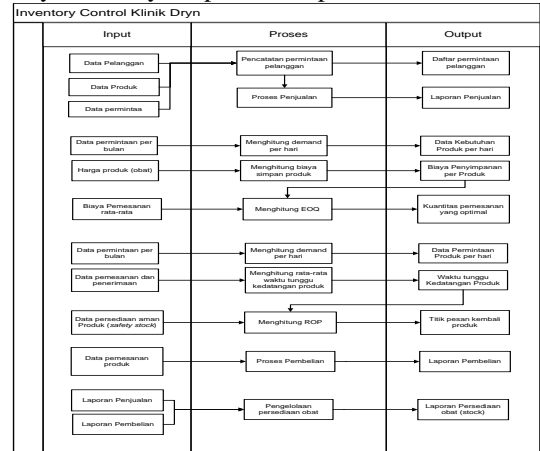 Inventory Control Klinik Dryn
Input
Proses
Output
Data Pelanggan
Pencatatan permintaan
pelanggan
Daftar permintaan
pelanggan
Data Produk
Proses Penjualan
Laporan Penjualan
Data permintaa
Data permintaan per
bulan
Menghitung demand
per hari
Data Kebutuhan
Produk per hari
Harga produk (obat)
Menghitung biaya
simpan produk
Biaya Penyimpanan
per Produk
Biaya Pemesanan
rata-rata
Menghitung EOQ
Kuantitas pemesanan
yang optimal
Data permintaan per
bulan
Menghitung demand
per hari
Data Permintaan
Produk per hari
Data pemesanan dan
penerimaan
Menghitung rata-rata
waktu tunggu
kedatangan produk
Waktu tunggu
Kedatangan Produk
Data persediaan aman
Produk (safety stock)
Menghitung ROP
Titik pesan kembali
produk
Data pemesanan
produk
Proses Pembelian
Laporan Pembelian
Laporan Penjualan
Laporan Pembelian
Pengelolaan
persediaan obat
Laporan Persediaan
obat (stock)